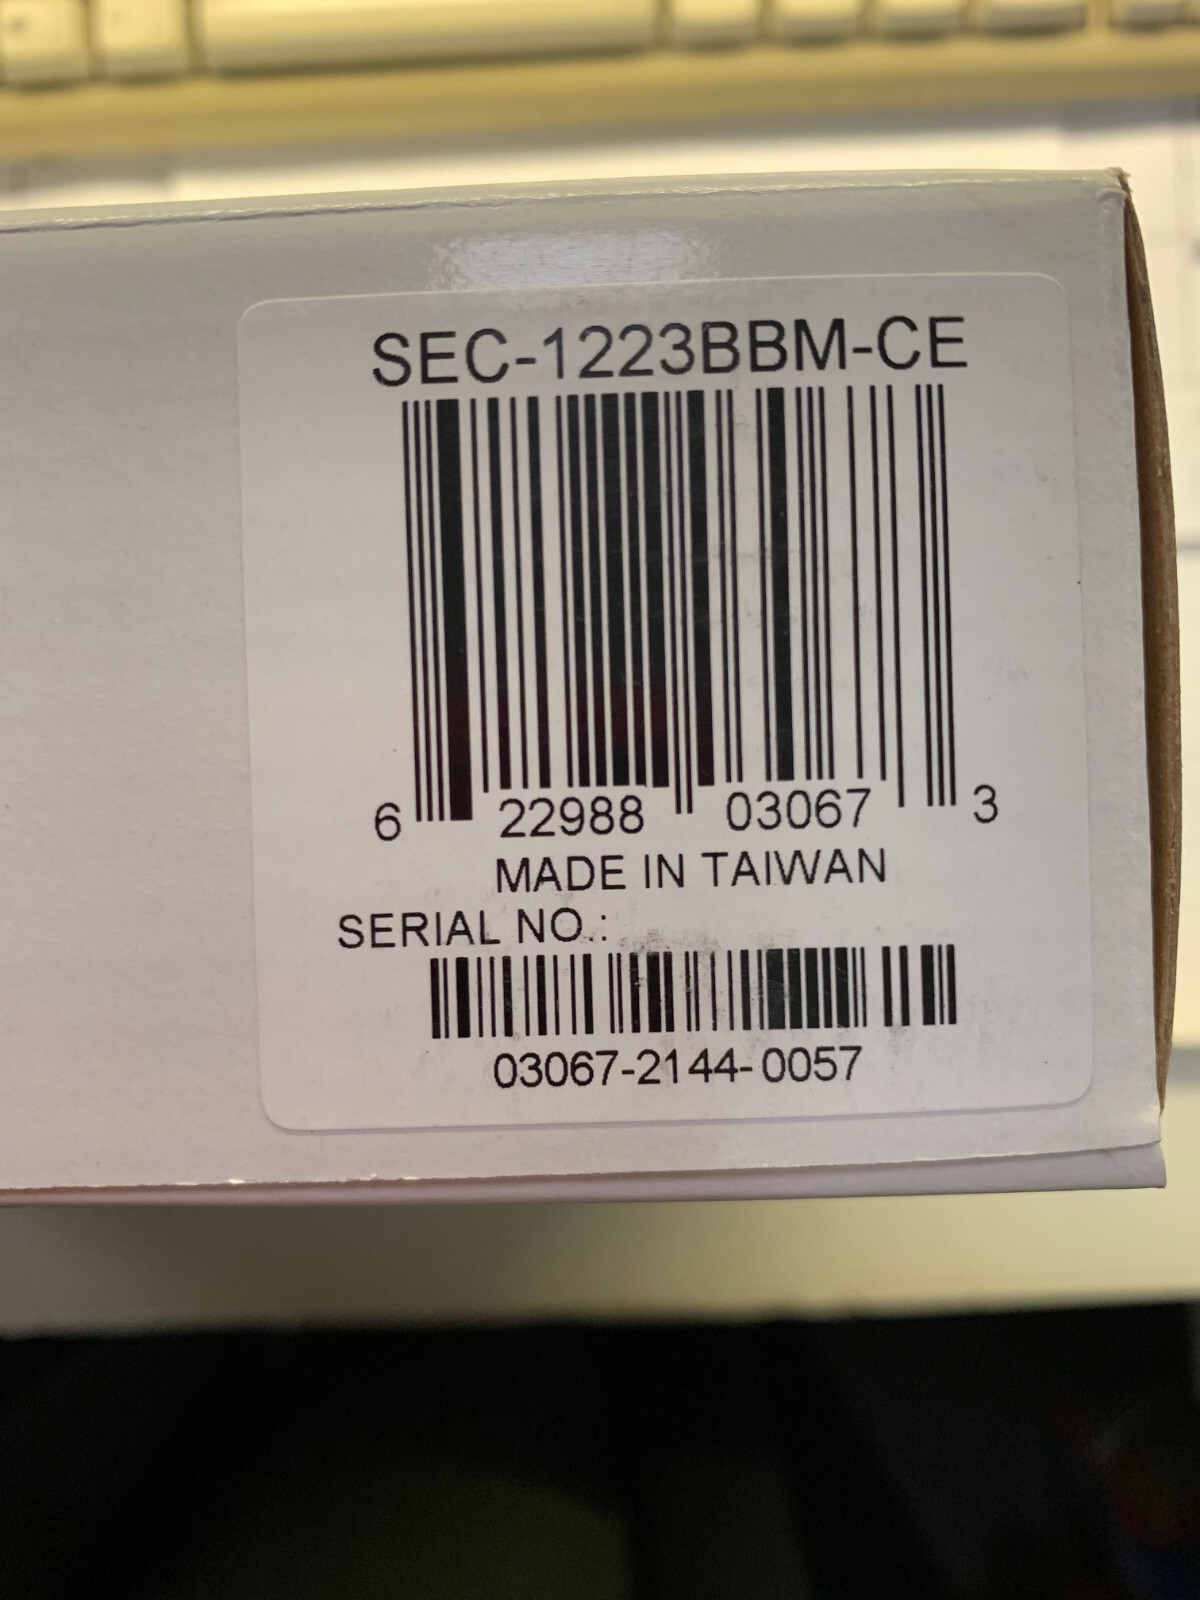 SEC-1223BBM-CE
6 22988 03067 3
MADE IN TAIWAN
SERIAL NO.:
03067-2144-0057